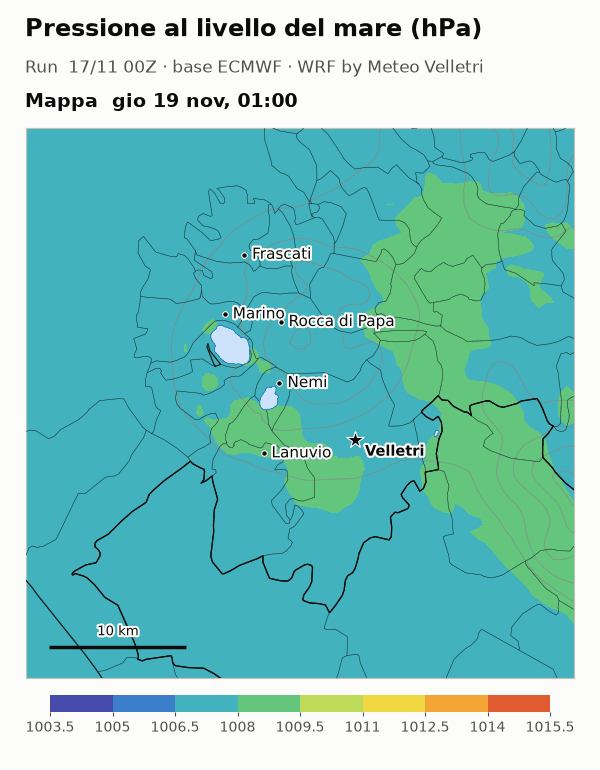 Pressione al livello del mare (hPa)
Run  17/11 00Z · base ECMWF · WRF by Meteo Velletri
Mappa  gio 19 nov, 01:00
Frascati
Marino
Rocca di Papa
Nemi
Velletri
Lanuvio
10 km
1003.5 1005 1006.5 1008 1009.5 1011 1012.5 1014 1015.5